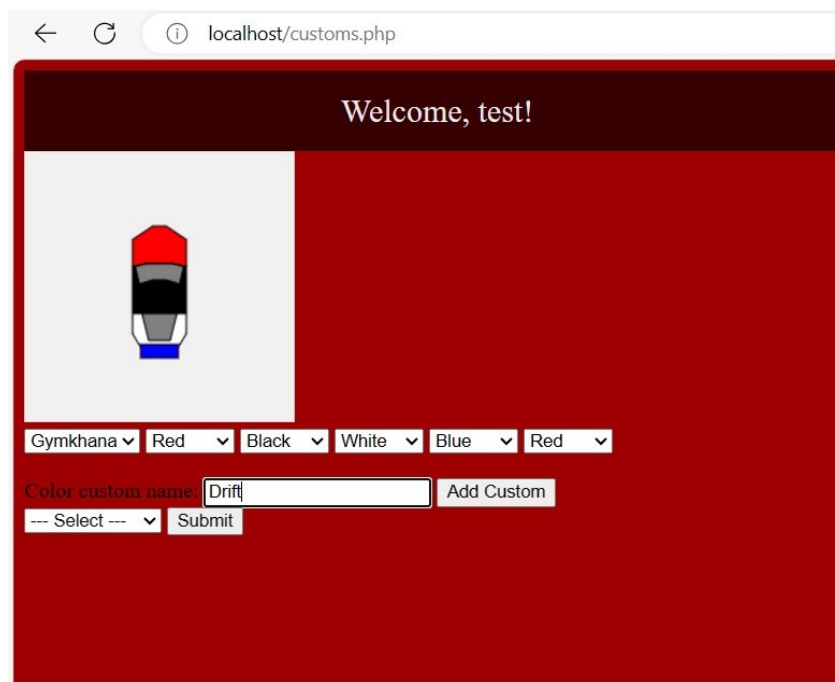 localhost/customs.php
Welcome, test!
Gymkhana Red Black White Blue Red
Color custom name: Drift Add Custom
--- Select --- Submit